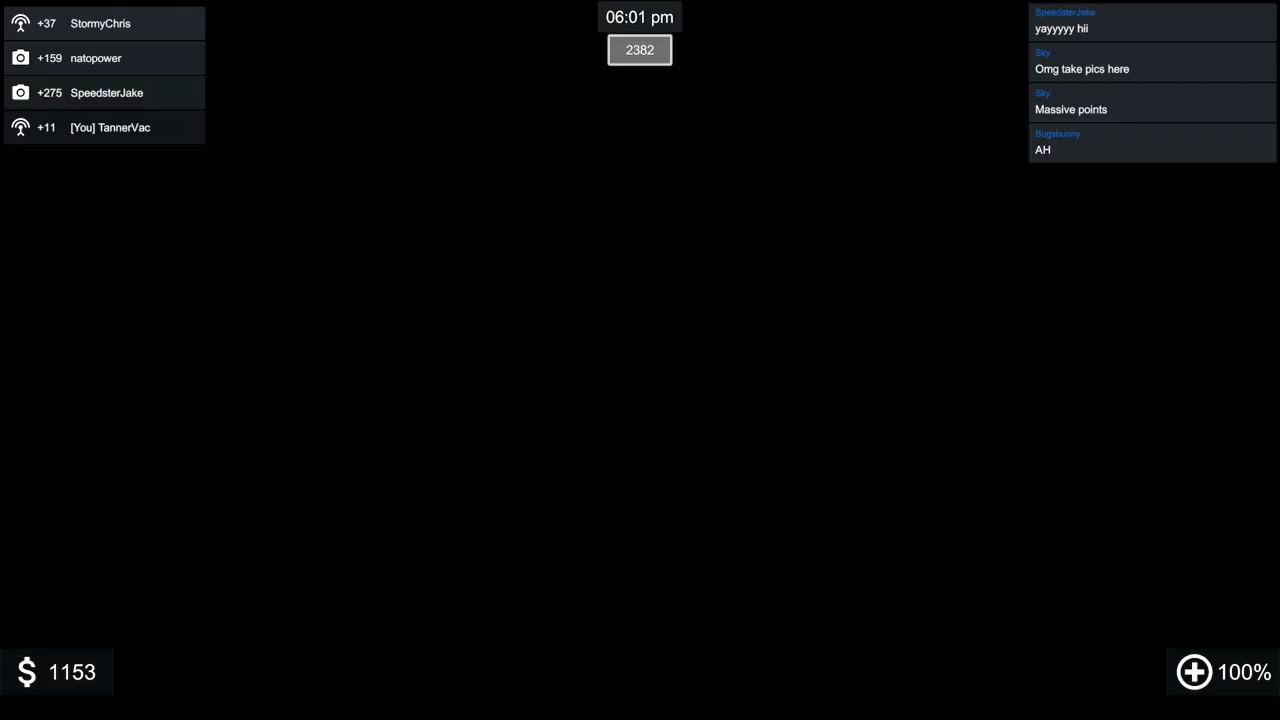 +37 StormyChris
+159 natopower
+275 SpeedsterJake
+11 [You] TannerVac
06:01 pm
2382
SpeedsterJake
yayyyyy hii
Sky
Omg take pics here
Sky
Massive points
Bugsbunny
AH
$ 1153
100%